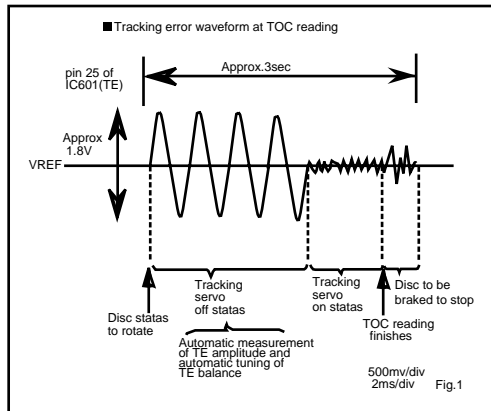 ■Tracking error waveform at TOC reading
pin 25 of
IC601(TE)
Approx.3sec
Approx
1.8V
VREF
Disc statas
to rotate
Tracking
servo
off statas
Tracking
servo
on statas
Disc to be
braked to stop
TOC reading
finishes
Automatic measurement
of TE amplitude and
automatic tuning of
TE balance
500mv/div
2ms/div
Fig.1